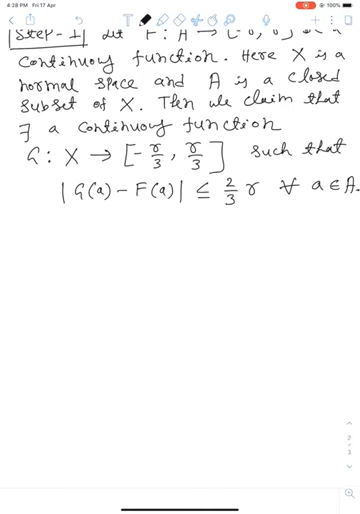 4:28 PM Fri 17 Apr
100%
Step-1 Let F: A → [-r, r] be a
continuous function. Here X is a
normal space and A is a closed
subset of X. Then we claim that
∃ a continuous function
G: X → [-r/3, r/3] such that
|G(a) - F(a)| ≤ 2/3 r ∀ a ∈ A.
2
3